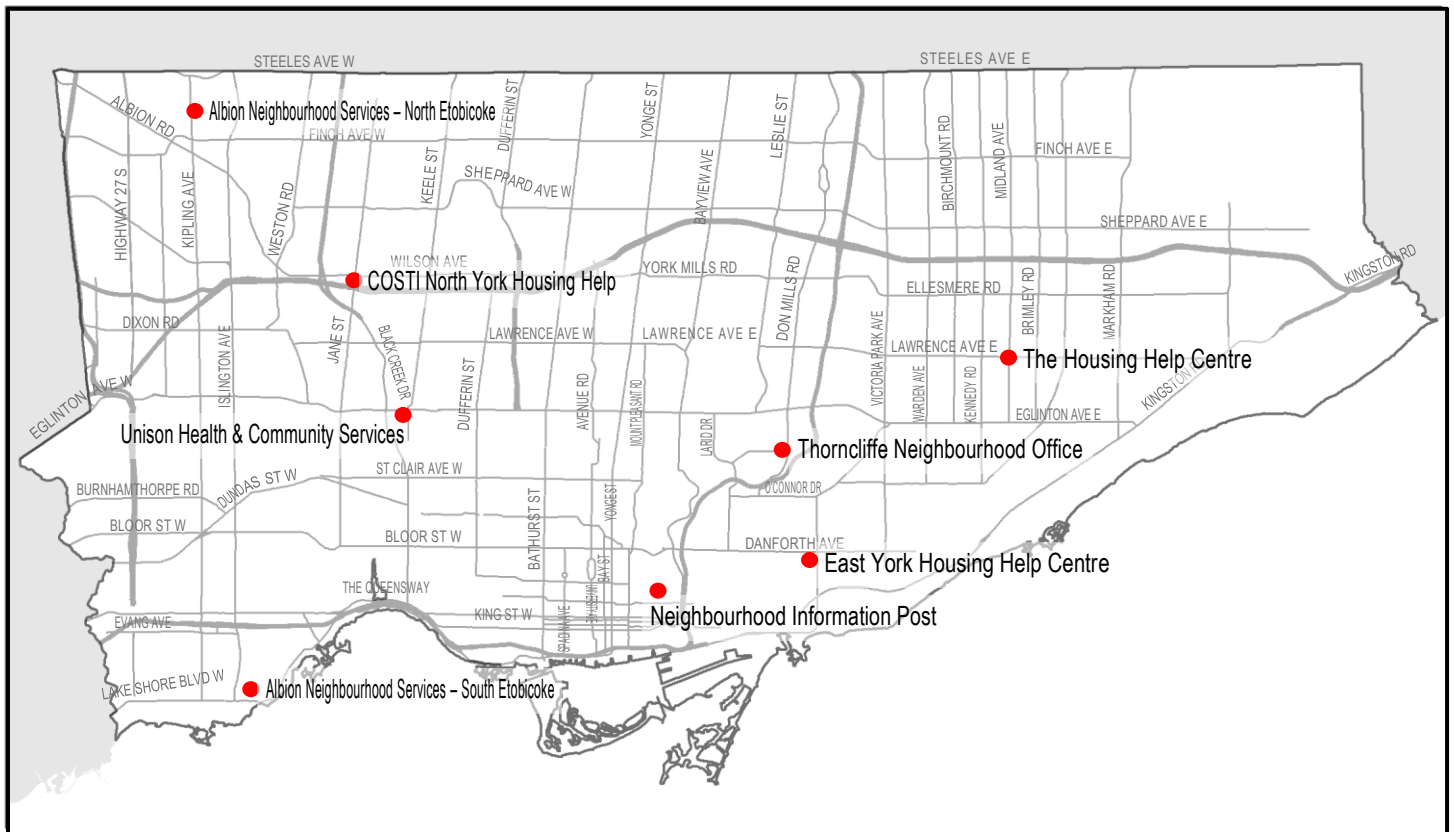 STEELES AVE W
STEELES AVE E
ALBION RD
Albion Neighbourhood Services – North Etobicoke
DUFFERIN ST
YONGE ST
LESLIE ST
FINCH AVE W
KEELE ST
BIRCHMOUNT RD
MIDLAND AVE
FINCH AVE E
HIGHWAY 27 S
KIPLING AVE
WESTON RD
SHEPPARD AVE W
BAYVIEW AVE
SHEPPARD AVE E
WILSON AVE
YORK MILLS RD
KINGSTON RD
COSTI North York Housing Help
DON MILLS RD
ELLESMERE RD
BRIMLEY RD
MARKHAM RD
DIXON RD
JANE ST
BLACK CREEK DR
LAWRENCE AVE W
LAWRENCE AVE E
VICTORIA PARK AVE
LAWRENCE AVE E
The Housing Help Centre
ISLINGTON AVE
EGLINTON AVE W
DUFFERIN ST
AVENUE RD
MOUNT PLEASANT RD
WARDEN AVE
KENNEDY RD
KINGSTON
EGLINTON AVE E
Unison Health & Community Services
LARID DR
Thorncliffe Neighbourhood Office
ST CLAIR AVE W
BURNHAMTHORPE RD
DUNDAS ST W
O'CONNOR DR
YONGE ST
BATHURST ST
BLOOR ST W
BLOOR ST W
DANFORTH AVE
East York Housing Help Centre
BAY ST
THE QUEENSWAY
KING ST W
SPADINA AVE
Neighbourhood Information Post
EVANG AVE
LAKE SHORE BLVD W
Albion Neighbourhood Services – South Etobicoke